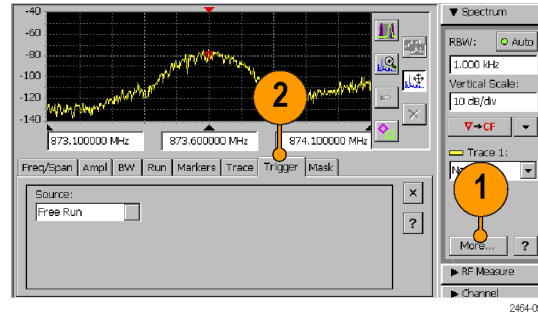 -40
-60
-80
-100
-120
-140
873.100000 MHz
873.600000 MHz
874.100000 MHz
2
Freq/Span
Ampl
BW
Run
Markers
Trace
Trigger
Mask
Source:
Free Run
×
?
▼ Spectrum
RBW:
Auto
1.000 kHz
Vertical Scale:
10 dB/div
→CF
Trace 1:
1
More...
?
▶ RF Measure
▶ Channel